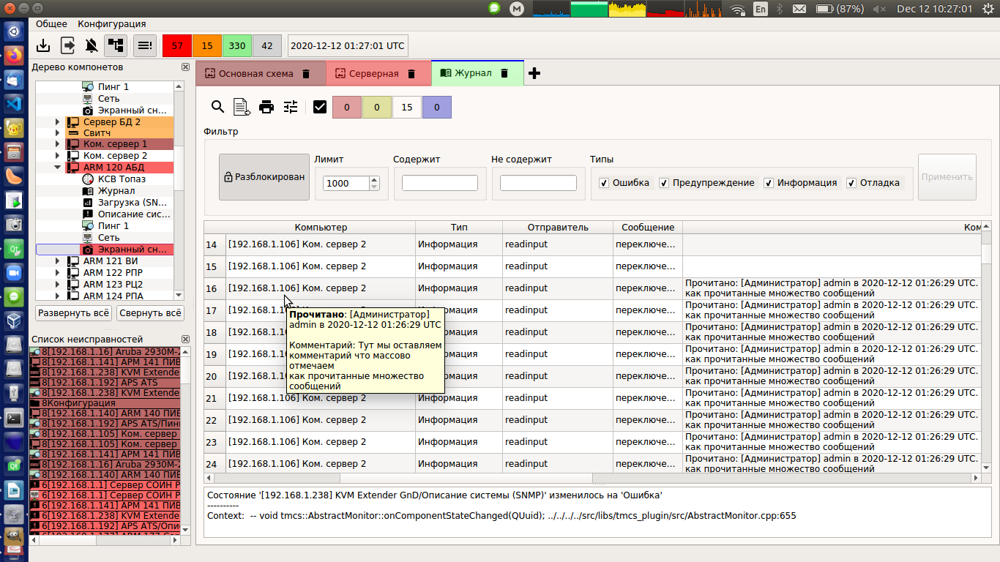 En
(87%)
Dec 12 10:27:01
Общее Конфигурация
57 15 330 42 2020-12-12 01:27:01 UTC
Дерево компонетов
Пинг 1
Сеть
Экранный сн...
Сервер БД 2
Свитч
Ком. сервер 1
Ком. сервер 2
ARM 120 АБД
КСВ Топаз
Журнал
Загрузка (SN...
Описание сис...
Пинг 1
Сеть
Экранный сн...
ARM 121 ВИ
ARM 122 РПР
ARM 123 РЦ2
ARM 124 РПА
Развернуть всё Свернуть всё
Список неисправностей
8[192.168.1.16] Aruba 2930M-2
8[192.168.1.141] АРМ 141 ПИВ
8[192.168.1.238] KVM Extende
8[192.168.1.192] APS ATS
8[192.168.1.238] KVM Extende
8Конфигурация
8[192.168.1.140] ARM 140 ПИВ
8[192.168.1.192] APS ATS/Пин
8[192.168.1.105] Ком. сервер
8[192.168.1.105] Ком. сервер
8[192.168.1.141] АРМ 141 ПИВ
8[192.168.1.16] Aruba 2930M-2
8[192.168.1.140] ARM 140 ПИВ
6[192.168.1.1] Сервер СОИН Р
6[192.168.1.1] Сервер СОИН Р
6[192.168.1.141] АРМ 141 ПИВ
6[192.168.1.238] KVM Extende
6[192.168.1.192] APS ATS/Опи
Основная схема Серверная Журнал
0 0 15 0
Фильтр
Разблокирован
Лимит Содержит Не содержит Типы
1000 Ошибка Предупреждение Информация Отладка
Применить
Компьютер Тип Отправитель Сообщение Ком
14 [192.168.1.106] Ком. сервер 2 Информация readinput переключе...
15 [192.168.1.106] Ком. сервер 2 Информация readinput переключе...
16 [192.168.1.106] Ком. сервер 2 Информация readinput переключе... Прочитано: [Администратор] admin в 2020-12-12 01:26:29 UTC.
как прочитанные множество сообщений
17 [192.168.1.1 readinput переключе... Прочитано: [Администратор] admin в 2020-12-12 01:26:29 UTC.
как прочитанные множество сообщений
18 [192.168.1.1 readinput переключе... Прочитано: [Администратор] admin в 2020-12-12 01:26:29 UTC.
как прочитанные множество сообщений
19 [192.168.1.1 readinput переключе... Прочитано: [Администратор] admin в 2020-12-12 01:26:29 UTC.
как прочитанные множество сообщений
20 [192.168.1.1 readinput переключе... Прочитано: [Администратор] admin в 2020-12-12 01:26:29 UTC.
как прочитанные множество сообщений
21 [192.168.1.106] Ком. сервер 2 Информация readinput переключе... Прочитано: [Администратор] admin в 2020-12-12 01:26:29 UTC.
как прочитанные множество сообщений
22 [192.168.1.106] Ком. сервер 2 Информация readinput переключе... Прочитано: [Администратор] admin в 2020-12-12 01:26:29 UTC.
как прочитанные множество сообщений
23 [192.168.1.106] Ком. сервер 2 Информация readinput переключе... Прочитано: [Администратор] admin в 2020-12-12 01:26:29 UTC.
как прочитанные множество сообщений
24 [192.168.1.106] Ком. сервер 2 Информация readinput переключе... Прочитано: [Администратор] admin в 2020-12-12 01:26:29 UTC.
как прочитанные множество сообщений
Прочитано: [Администратор]
admin в 2020-12-12 01:26:29 UTC
Комментарий: Тут мы оставляем
комментарий что массово
отмечаем
как прочитанные множество
сообщений
Состояние '[192.168.1.238] KVM Extender GnD/Описание системы (SNMP)' изменилось на 'Ошибка'
----------
Context: -- void tmcs::AbstractMonitor::onComponentStateChanged(QUuid); ../../../../src/libs/tmcs_plugin/src/AbstractMonitor.cpp:655